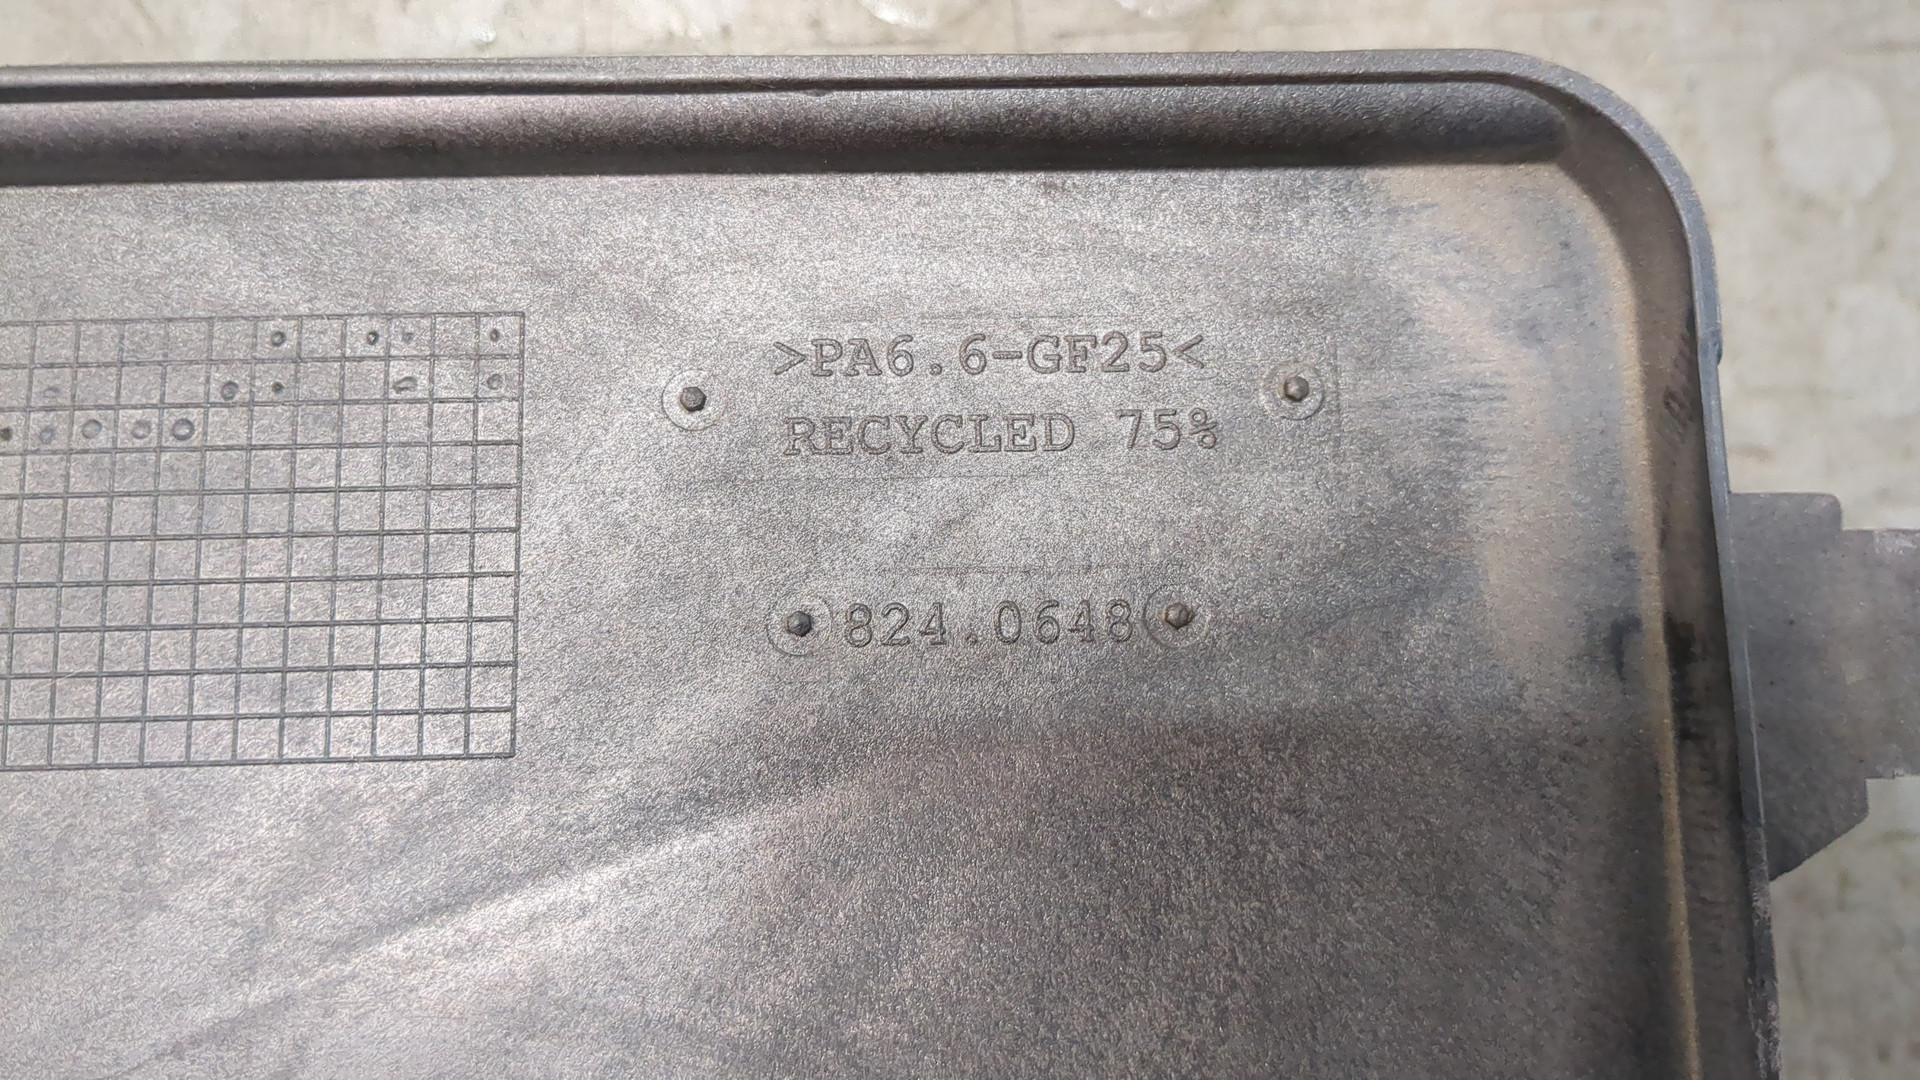 >PA6.6-GF25<
RECYCLED 75%
824.0648